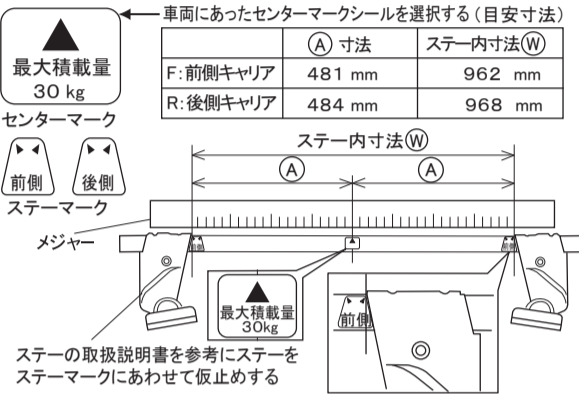 車両にあったセンターマークシールを選択する(目安寸法)
最大積載量
30 kg
センターマーク
Ⓐ 寸法 ステー内寸法Ⓦ
F:前側キャリア 481 mm 962 mm
R:後側キャリア 484 mm 968 mm
前側 後側
ステーマーク
ステー内寸法Ⓦ
Ⓐ Ⓐ
メジャー
最大積載量
30kg
前側
ステーの取扱説明書を参考にステーを
ステーマークにあわせて仮止めする